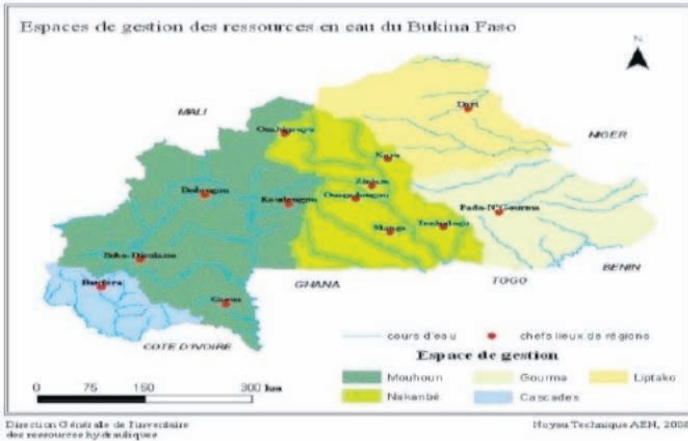 Espaces de gestion des ressources en eau du Bukina Faso
N
MALI
Dori
NIGER
Ouahigouya
Kaya
Ziniaré
Dedougou
Koudougou
Ouagadougou
Fada-N'Gourma
Manga
Tenkodogo
Bobo-Dioulasso
BENIN
GHANA
TOGO
Banfora
Gaoua
COTE D'IVOIRE
cours d'eau
chefs lieux de régions
Espace de gestion
Mouhoun
Gourma
Liptako
Nakanbé
Cascades
0 75 150 300 km
Direction Générale de l'inventaire
des ressources hydrauliques
Noyau Technique AEN, 2008